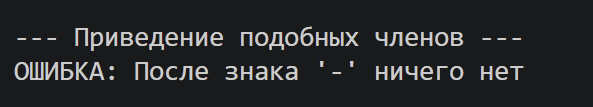 --- Приведение подобных членов ---
ОШИБКА: После знака '-' ничего нет